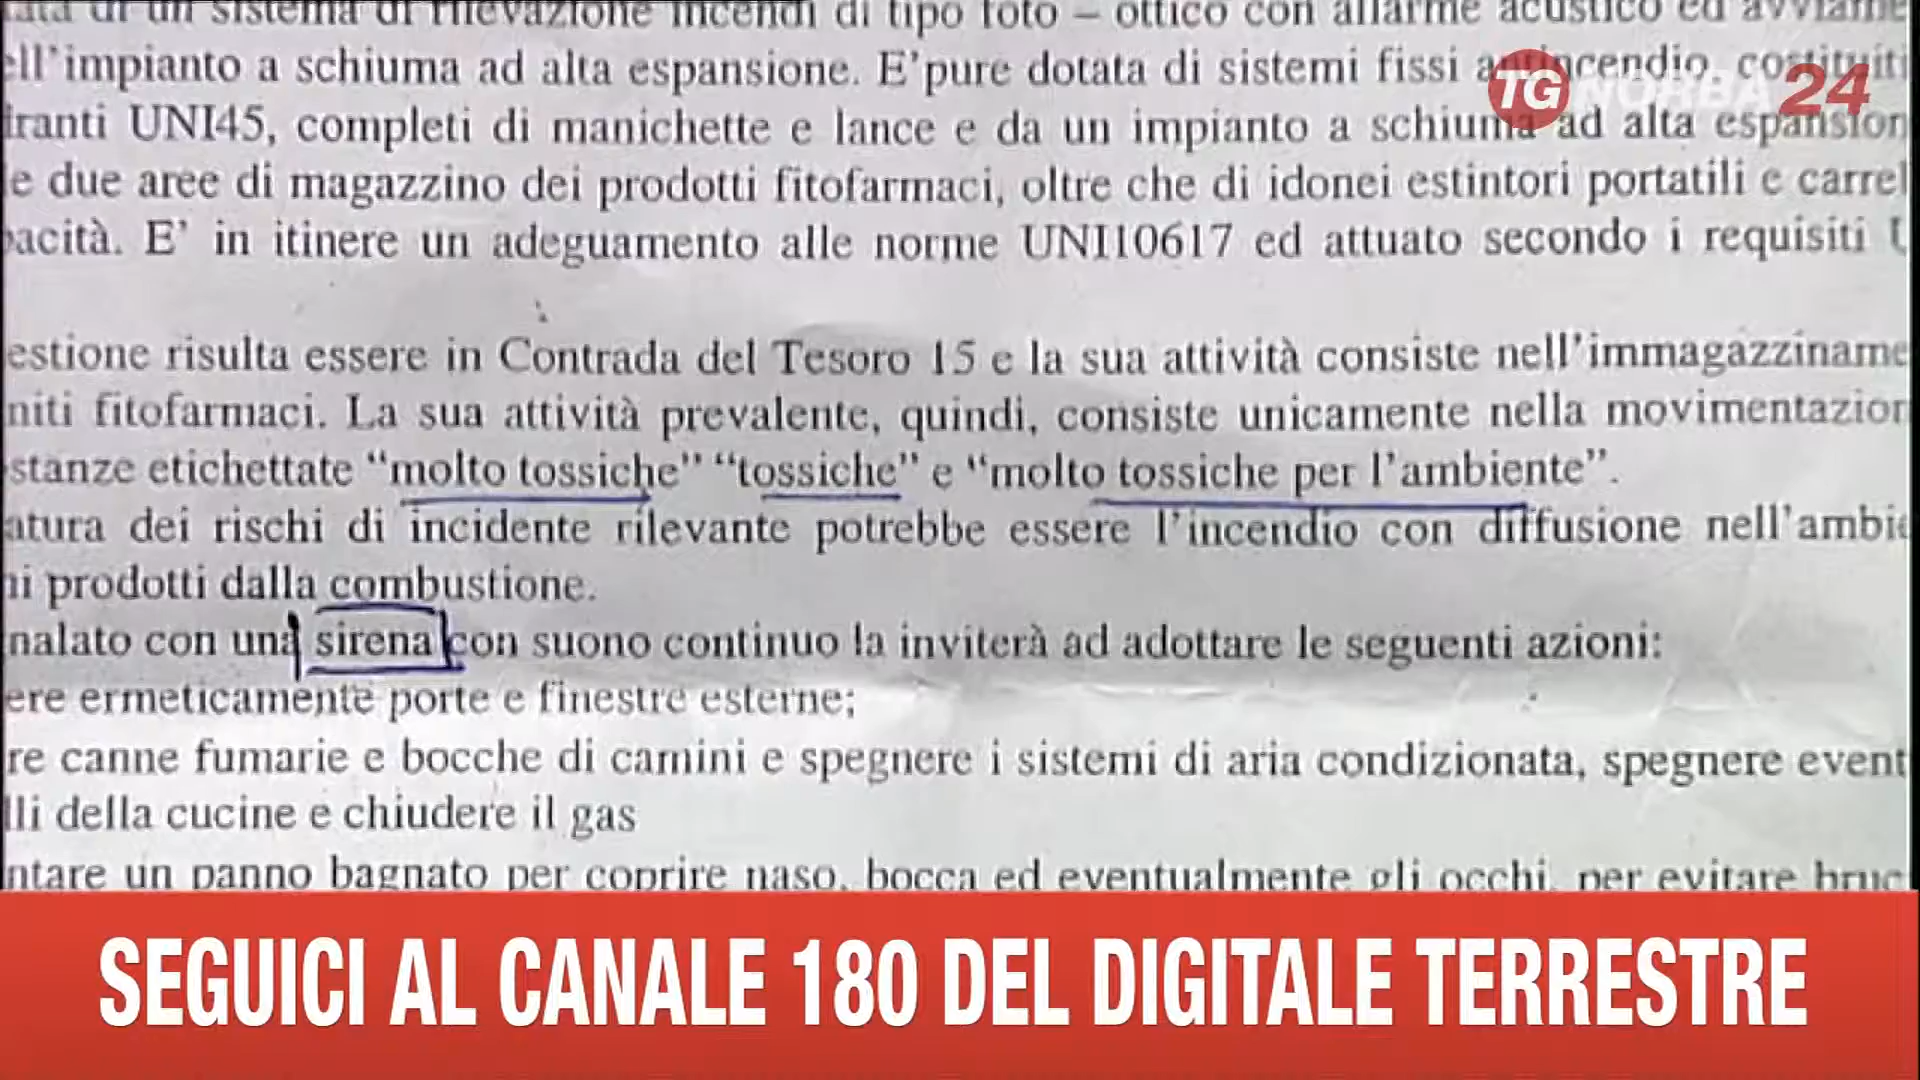 di un sistema di rilevazione incendi di tipo foto – ottico con allarme acustico ed
ell'impianto a schiuma ad alta espansione. E'pure dotata di sistemi fissi antincendio, costituiti
iranti UNI45, completi di manichette e lance e da un impianto a schiuma ad alta espansion
e due aree di magazzino dei prodotti fitofarmaci, oltre che di idonei estintori portatili e carrel
pacità. E' in itinere un adeguamento alle norme UNI10617 ed attuato secondo i requisiti U
TG NORBA 24
estione risulta essere in Contrada del Tesoro 15 e la sua attività consiste nell'immagazziname
niti fitofarmaci. La sua attività prevalente, quindi, consiste unicamente nella movimentazion
stanze etichettate "molto tossiche" "tossiche" e "molto tossiche per l'ambiente".
atura dei rischi di incidente rilevante potrebbe essere l'incendio con diffusione nell'ambie
ni prodotti dalla combustione.
nalato con una sirena con suono continuo la inviterà ad adottare le seguenti azioni:
ere ermeticamente porte e finestre esterne;
re canne fumarie e bocche di camini e spegnere i sistemi di aria condizionata, spegnere event
lli della cucine e chiudere il gas
ntare un panno bagnato per coprire naso, bocca ed eventualmente gli occhi, per evitare bruc
SEGUICI AL CANALE 180 DEL DIGITALE TERRESTRE